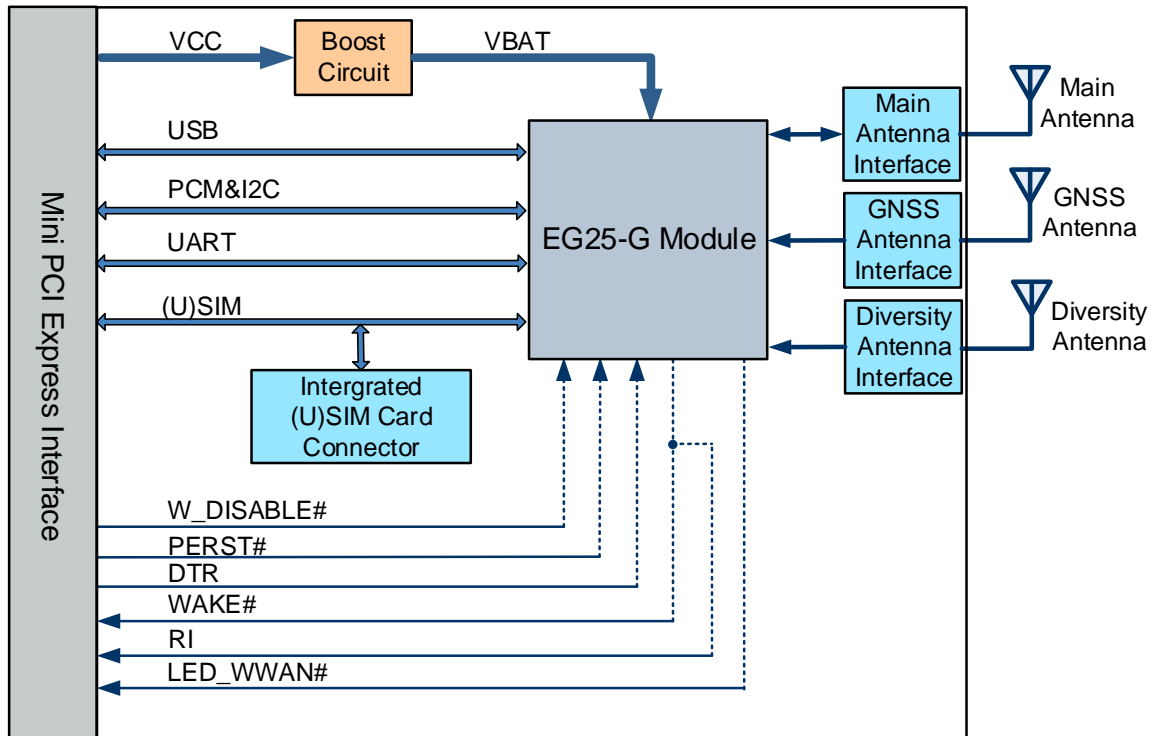 Mini PCI Express Interface
VCC
Boost
Circuit
VBAT
USB
PCM&I2C
UART
(U)SIM
Intergrated
(U)SIM Card
Connector
EG25-G Module
Main
Antenna
Interface
Main
Antenna
GNSS
Antenna
Interface
GNSS
Antenna
Diversity
Antenna
Interface
Diversity
Antenna
W_DISABLE#
PERST#
DTR
WAKE#
RI
LED_WWAN#